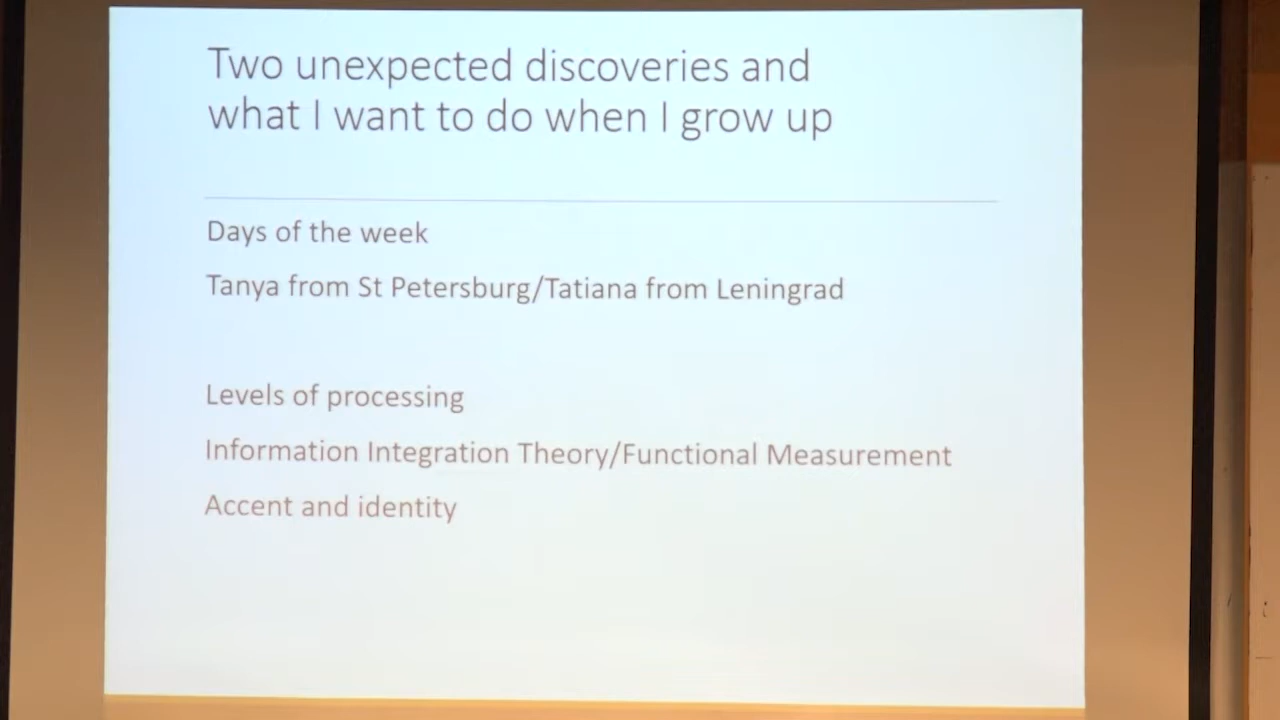 Two unexpected discoveries and
what I want to do when I grow up
Days of the week
Tanya from St Petersburg/Tatiana from Leningrad
Levels of processing
Information Integration Theory/Functional Measurement
Accent and identity